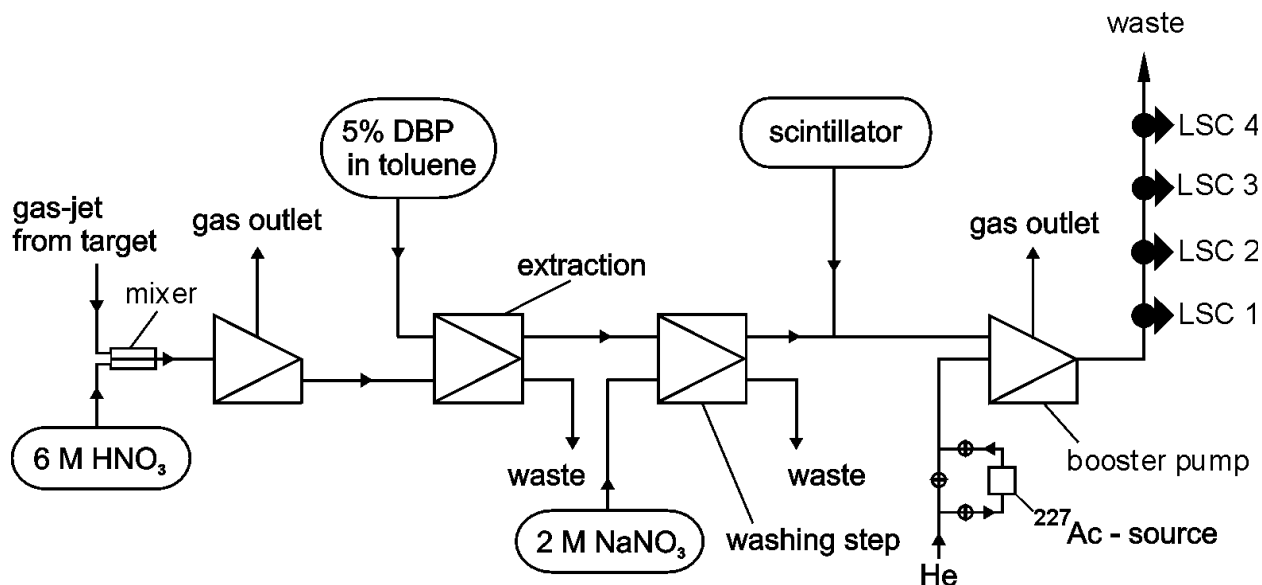 waste
LSC 4
LSC 3
LSC 2
LSC 1
5% DBP
in toluene
scintillator
gas-jet
from target
gas outlet
gas outlet
extraction
mixer
6 M HNO₃
waste
waste
booster pump
2 M NaNO₃
washing step
²²⁷Ac - source
He